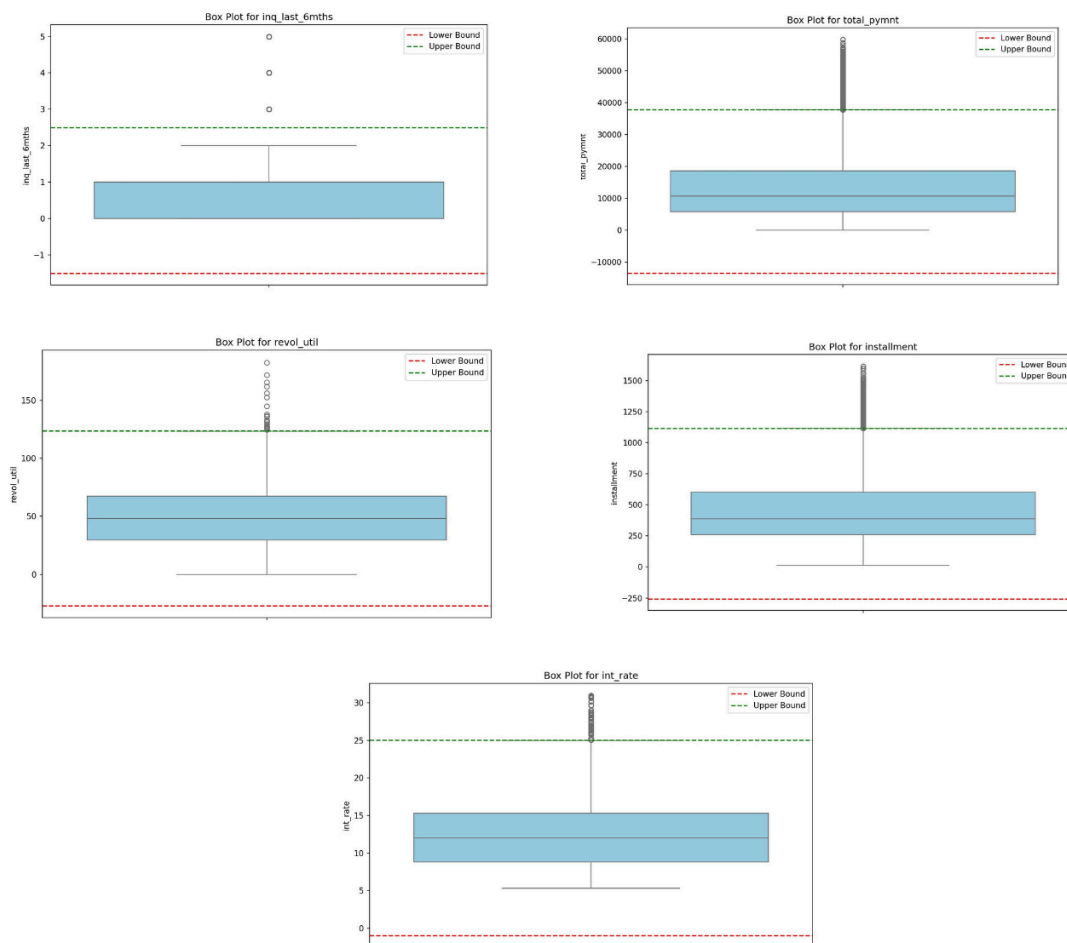 Box Plot for inq_last_6mths
Lower Bound
Upper Bound
5
4
3
2
1
0
−1
inq_last_6mths
Box Plot for total_pymnt
Lower Bound
Upper Bound
60000
50000
40000
30000
20000
10000
0
−10000
total_pymnt
Box Plot for revol_util
Lower Bound
Upper Bound
150
100
50
0
revol_util
Box Plot for installment
Lower Bound
Upper Bound
1500
1250
1000
750
500
250
0
−250
installment
Box Plot for int_rate
Lower Bound
Upper Bound
30
25
20
15
10
5
0
int_rate